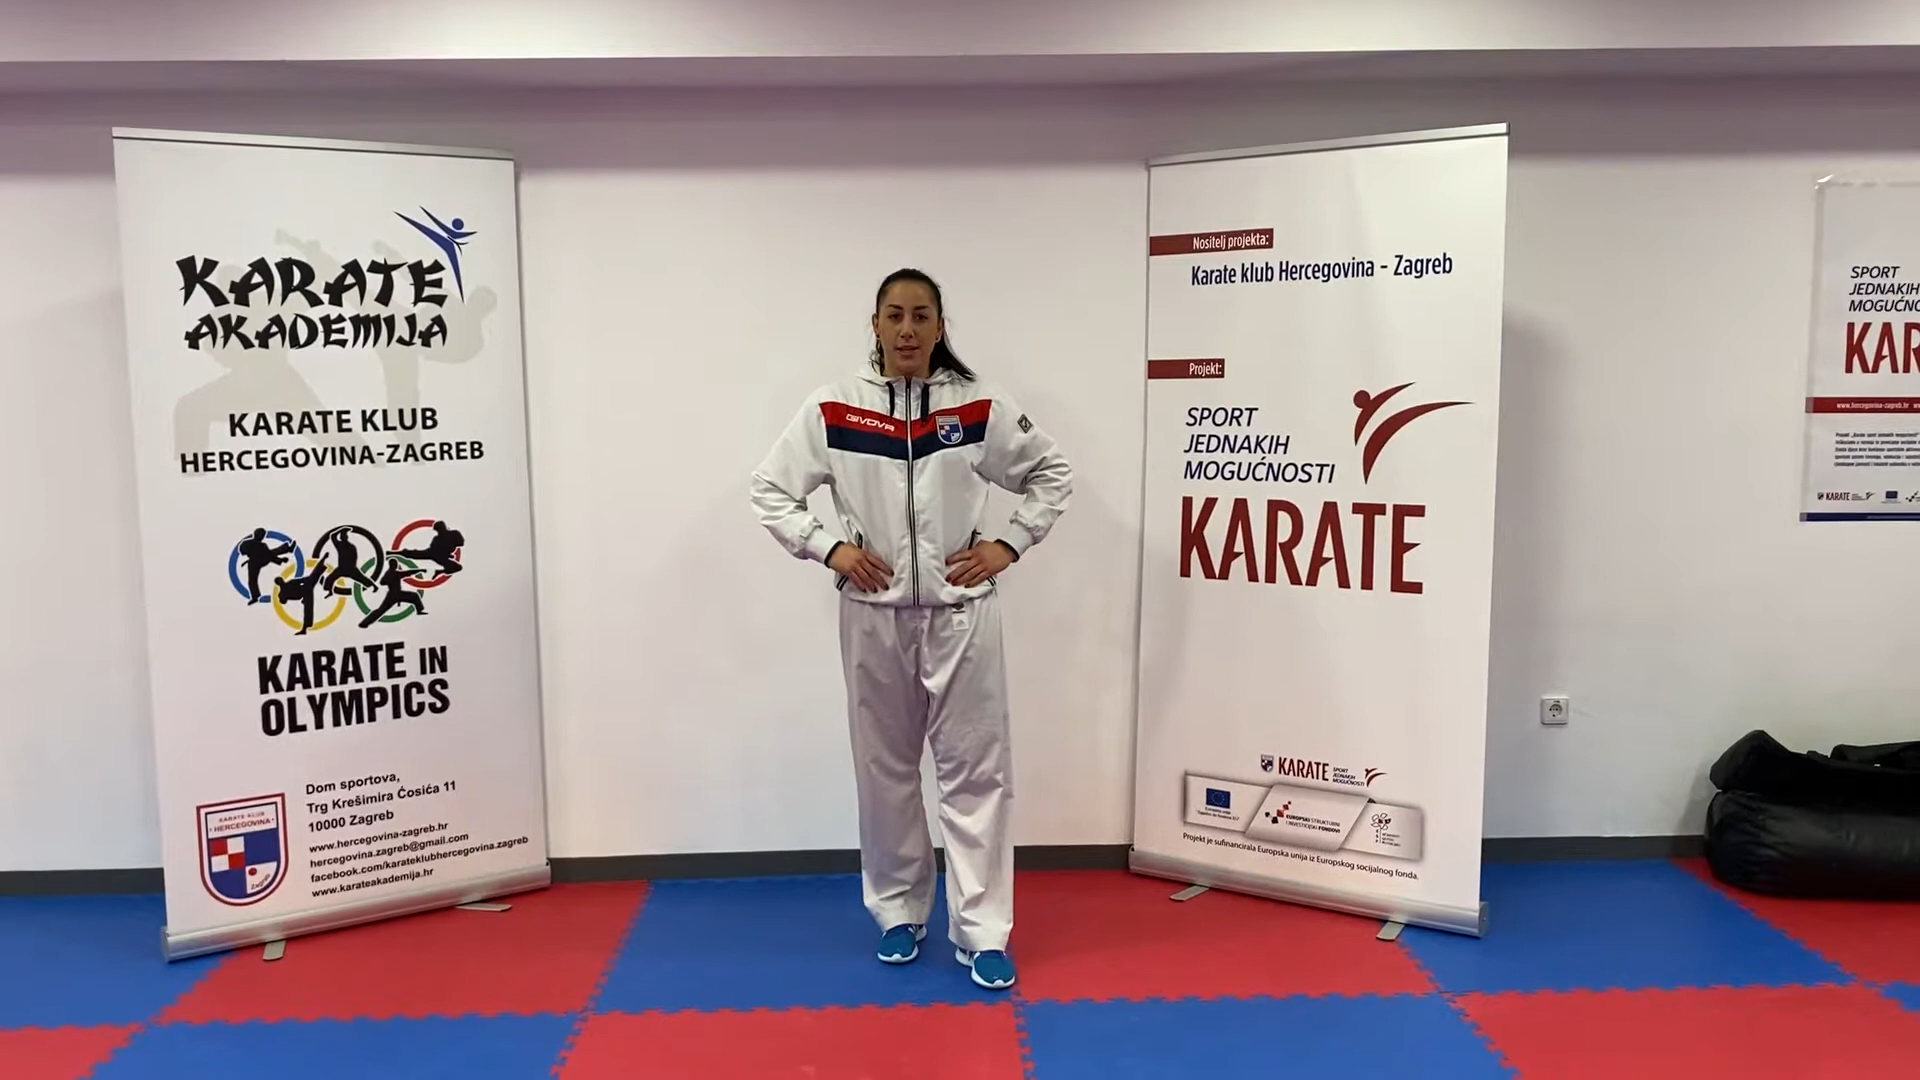 KARATE
AKADEMIJA
KARATE KLUB
HERCEGOVINA-ZAGREB
KARATE IN
OLYMPICS
KARATE KLUB
HERCEGOVINA
Zagreb
Dom sportova,
Trg Krešimira Ćosića 11
10000 Zagreb
www.hercegovina-zagreb.hr
hercegovina.zagreb@gmail.com
facebook.com/karateklubhercegovina.zagreb
www.karateakademija.hr
GIVOVA
Nositelj projekta:
Karate klub Hercegovina - Zagreb
Projekt:
SPORT
JEDNAKIH
MOGUĆNOSTI
KARATE
KARATE SPORT
JEDNAKIH
MOGUĆNOSTI
Europska unija
EUROPSKI STRUKTURNI
I INVESTICIJSKI FONDOVI
Projekt je sufinancirala Europska unija iz Europskog socijalnog fonda.
SPORT
JEDNAKIH
MOGUĆNO
KAR
www.hercegovina-zagreb.hr
KARATE